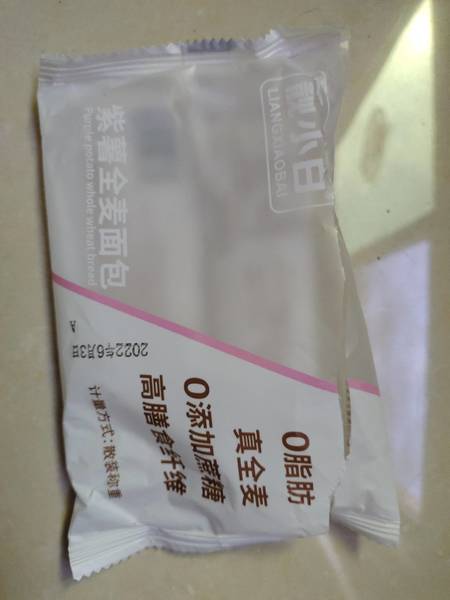 靓小白
LIANGXIAOBAI
紫薯全麦面包
Purple potato whole wheat breed
2022年6月3日
A
0脂肪
真全麦
0添加蔗糖
高膳食纤维
计量方式:散装称重